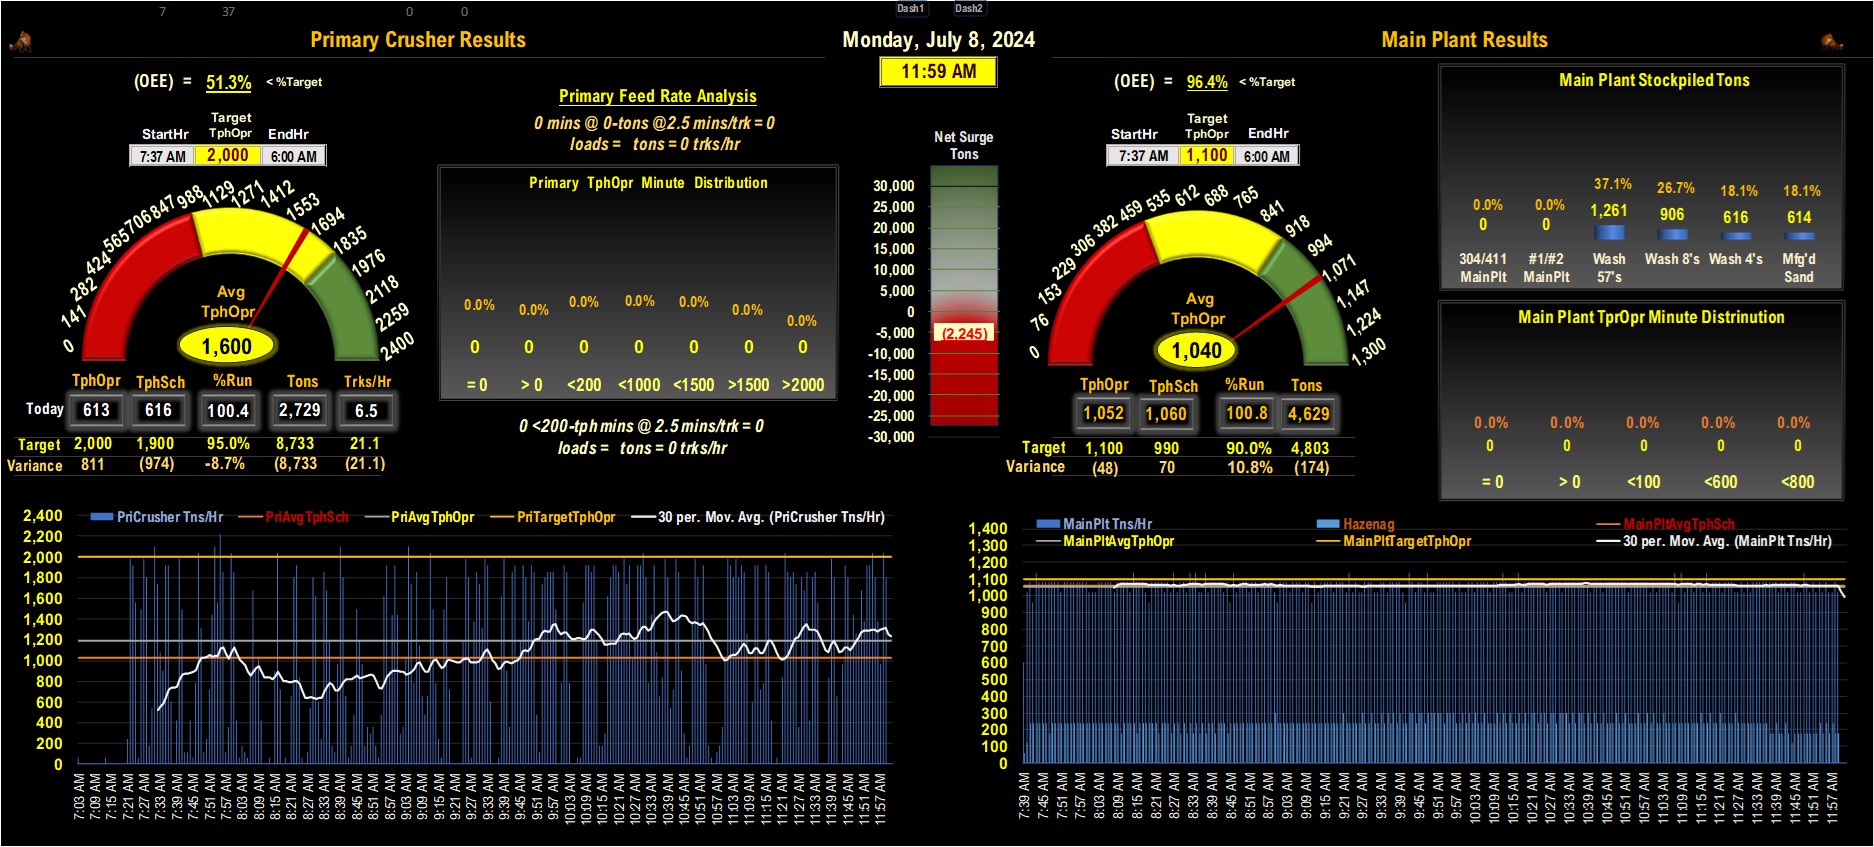 7 37 0 0 Dash1 Dash2
Primary Crusher Results
Monday, July 8, 2024
Main Plant Results
11:59 AM
(OEE) = 51.3% < %Target
Target
StartHr TphOpr EndHr
7:37 AM 2,000 6:00 AM
0 141 282 424 565 706 847 988 1129 1271 1412 1553 1694 1835 1976 2118 2259 2400
Avg
TphOpr
1,600
TphOpr TphSch %Run Tons Trks/Hr
Today 613 616 100.4 2,729 6.5
Target 2,000 1,900 95.0% 8,733 21.1
Variance 811 (974) -8.7% (8,733 (21.1)
Primary Feed Rate Analysis
0 mins @ 0-tons @2.5 mins/trk = 0
loads = tons = 0 trks/hr
Primary TphOpr Minute Distribution
0.0% 0.0% 0.0% 0.0% 0.0% 0.0% 0.0%
0 0 0 0 0 0 0
= 0 > 0 <200 <1000 <1500 >1500 >2000
0 <200-tph mins @ 2.5 mins/trk = 0
loads = tons = 0 trks/hr
Net Surge
Tons
30,000
25,000
20,000
15,000
10,000
5,000
0
-5,000
(2,245)
-10,000
-15,000
-20,000
-25,000
-30,000
(OEE) = 96.4% < %Target
Target
StartHr TphOpr EndHr
7:37 AM 1,100 6:00 AM
0 76 153 229 306 382 459 535 612 688 765 841 918 994 1,071 1,147 1,224 1,300
Avg
TphOpr
1,040
TphOpr TphSch %Run Tons
1,052 1,060 100.8 4,629
Target 1,100 990 90.0% 4,803
Variance (48) 70 10.8% (174)
Main Plant Stockpiled Tons
0.0% 0.0% 37.1% 26.7% 18.1% 18.1%
0 0 1,261 906 616 614
304/411 #1/#2 Wash Wash 8's Wash 4's Mfg'd
MainPlt MainPlt 57's Sand
Main Plant TprOpr Minute Distrinution
0.0% 0.0% 0.0% 0.0% 0.0%
0 0 0 0 0
= 0 > 0 <100 <600 <800
PriCrusher Tns/Hr PriAvgTphSch PriAvgTphOpr PriTargetTphOpr 30 per. Mov. Avg. (PriCrusher Tns/Hr)
2,400
2,200
2,000
1,800
1,600
1,400
1,200
1,000
800
600
400
200
0
7:03 AM 7:09 AM 7:15 AM 7:21 AM 7:27 AM 7:33 AM 7:39 AM 7:45 AM 7:51 AM 7:57 AM 8:03 AM 8:09 AM 8:15 AM 8:21 AM 8:27 AM 8:33 AM 8:39 AM 8:45 AM 8:51 AM 8:57 AM 9:03 AM 9:09 AM 9:15 AM 9:21 AM 9:27 AM 9:33 AM 9:39 AM 9:45 AM 9:51 AM 9:57 AM 10:03 AM 10:09 AM 10:15 AM 10:21 AM 10:27 AM 10:33 AM 10:39 AM 10:45 AM 10:51 AM 10:57 AM 11:03 AM 11:09 AM 11:15 AM 11:21 AM 11:27 AM 11:33 AM 11:39 AM 11:45 AM 11:51 AM 11:57 AM
MainPlt Tns/Hr Hazenag MainPltAvgTphSch
MainPltAvgTphOpr MainPltTargetTphOpr 30 per. Mov. Avg. (MainPlt Tns/Hr)
1,400
1,300
1,200
1,100
1,000
900
800
700
600
500
400
300
200
100
0
7:39 AM 7:45 AM 7:51 AM 7:57 AM 8:03 AM 8:09 AM 8:15 AM 8:21 AM 8:27 AM 8:33 AM 8:39 AM 8:45 AM 8:51 AM 8:57 AM 9:03 AM 9:09 AM 9:15 AM 9:21 AM 9:27 AM 9:33 AM 9:39 AM 9:45 AM 9:51 AM 9:57 AM 10:03 AM 10:09 AM 10:15 AM 10:21 AM 10:27 AM 10:33 AM 10:39 AM 10:45 AM 10:51 AM 10:57 AM 11:03 AM 11:09 AM 11:15 AM 11:21 AM 11:27 AM 11:33 AM 11:39 AM 11:45 AM 11:51 AM 11:57 AM